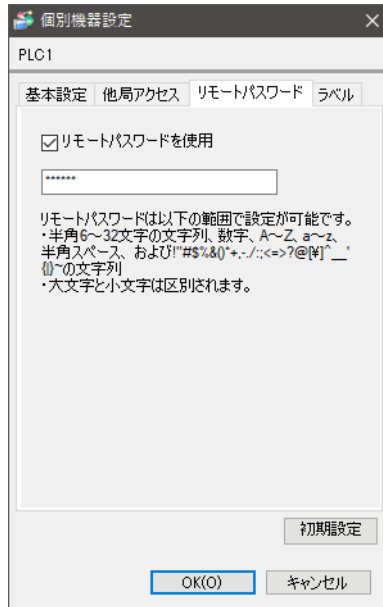 個別機器設定
PLC1
基本設定 他局アクセス リモートパスワード ラベル
リモートパスワードを使用
******
リモートパスワードは以下の範囲で設定が可能です。
・半角6～32文字の文字列、数字、A～Z、a～z、
半角スペース、および!"#$%&()*+,-./:;<=>?@[¥]^__'
{|}~の文字列
・大文字と小文字は区別されます。
初期設定
OK(O) キャンセル